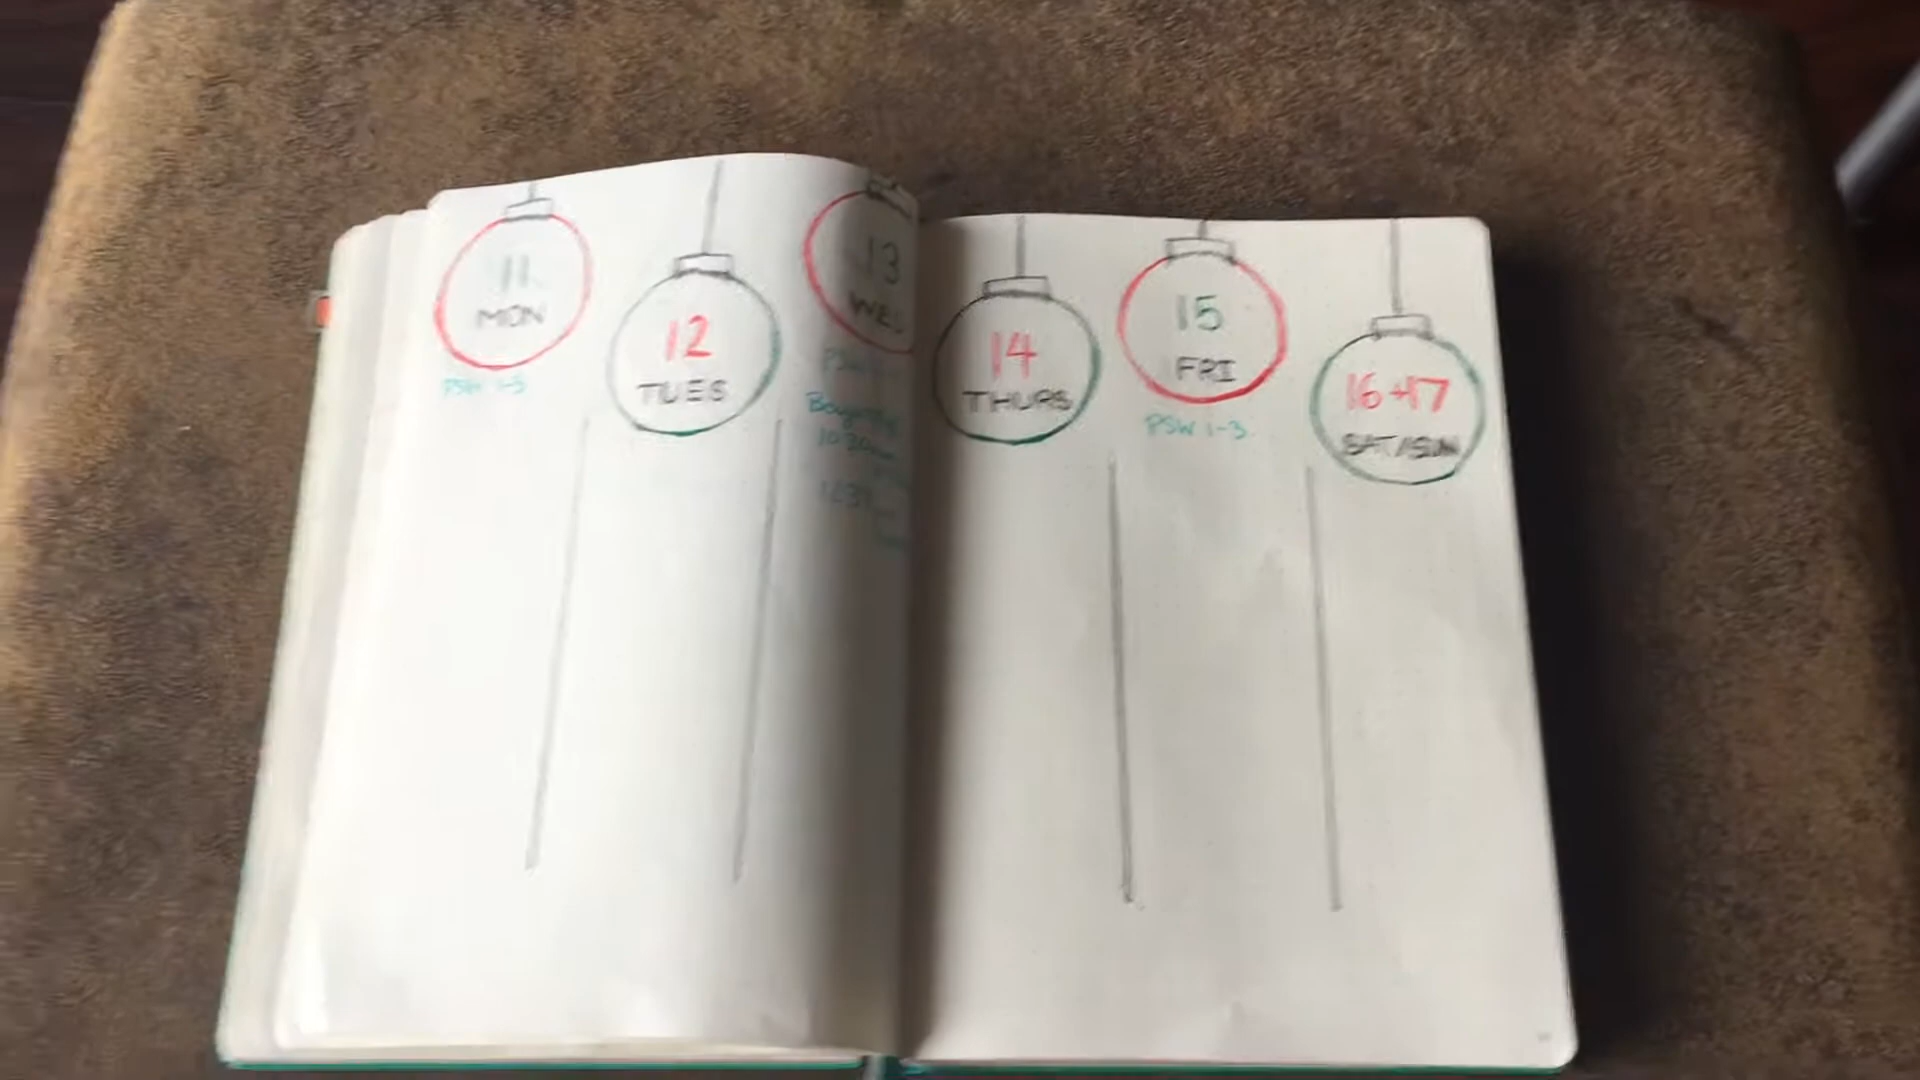 11
MON
PSW 1-3
12
TUES
13
WED
14
THURS
15
FRI
PSW 1-3
16+17
SAT/SUN